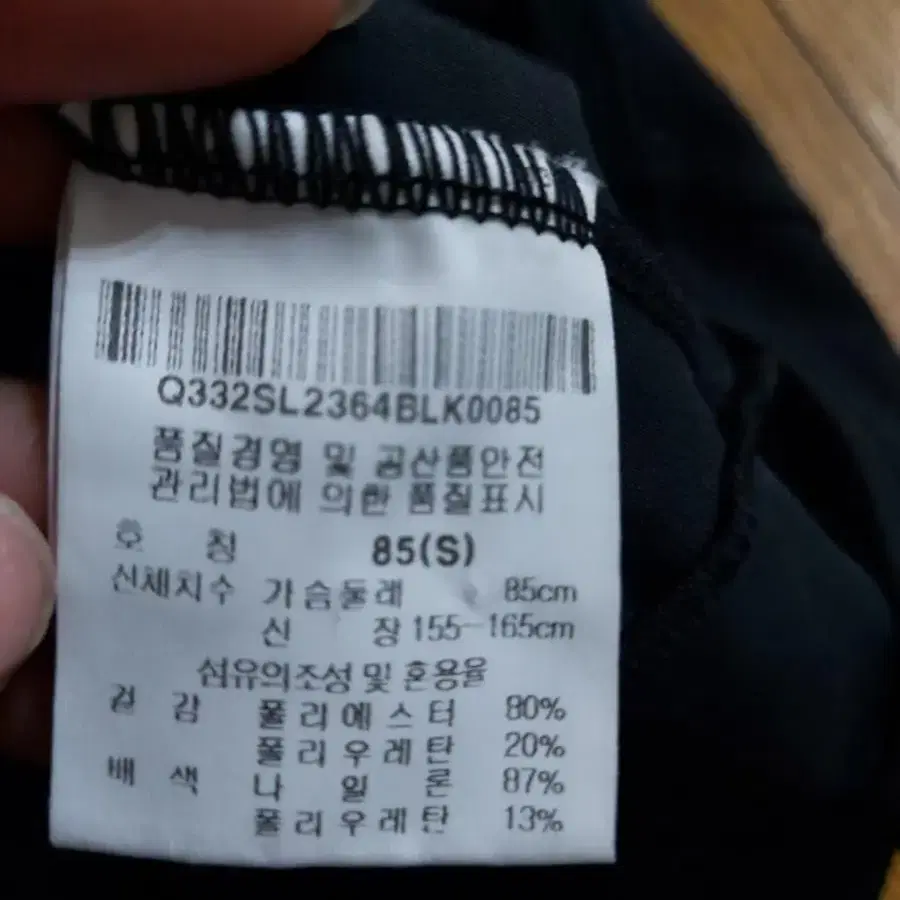 Q332SL2364BLK0085
품질경영 및 공산품안전
관리법에 의한 품질표시
호 칭 85(S)
신체치수 가슴둘레 85cm
신 장 155-165cm
섬유의조성 및 혼용율
겉 감 폴리에스터 80%
폴리우레탄 20%
배 색 나 일 론 87%
폴리우레탄 13%